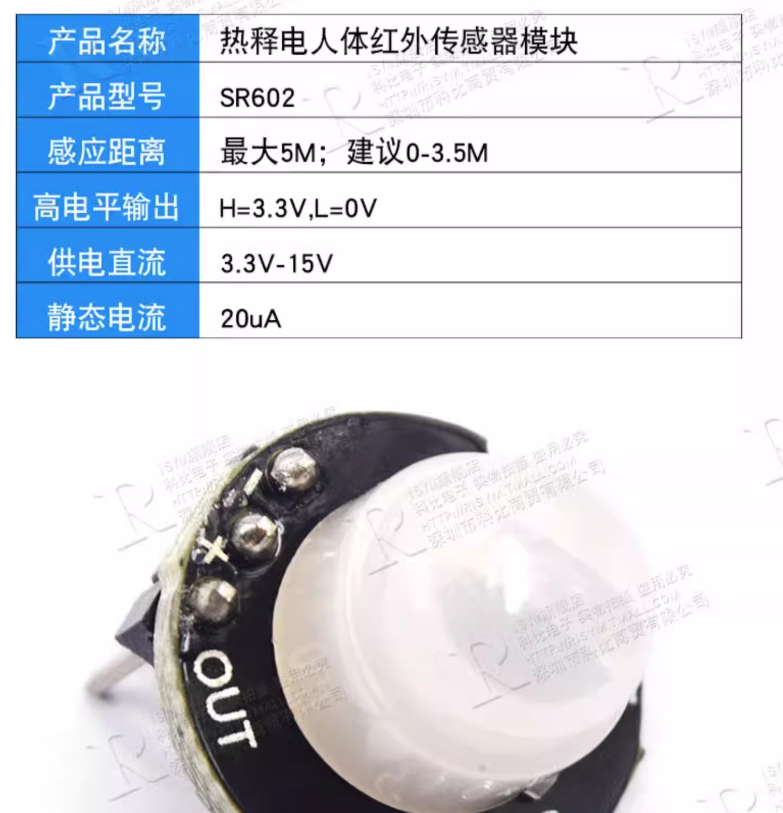 产品名称 热释电人体红外传感器模块
产品型号 SR602
感应距离 最大5M；建议0-3.5M
高电平输出 H=3.3V,L=0V
供电直流 3.3V-15V
静态电流 20uA
-
+
OUT